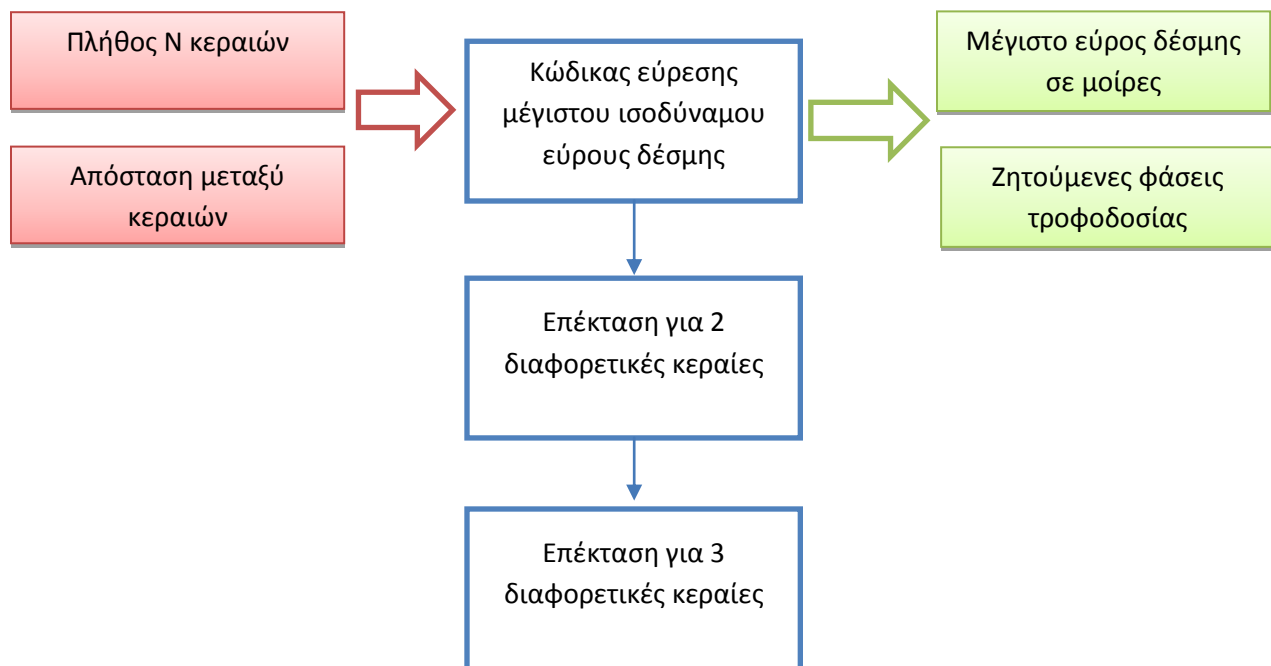 Πλήθος Ν κεραιών
Απόσταση μεταξύ
κεραιών
Κώδικας εύρεσης
μέγιστου ισοδύναμου
εύρους δέσμης
Μέγιστο εύρος δέσμης
σε μοίρες
Ζητούμενες φάσεις
τροφοδοσίας
Επέκταση για 2
διαφορετικές κεραίες
Επέκταση για 3
διαφορετικές κεραίες